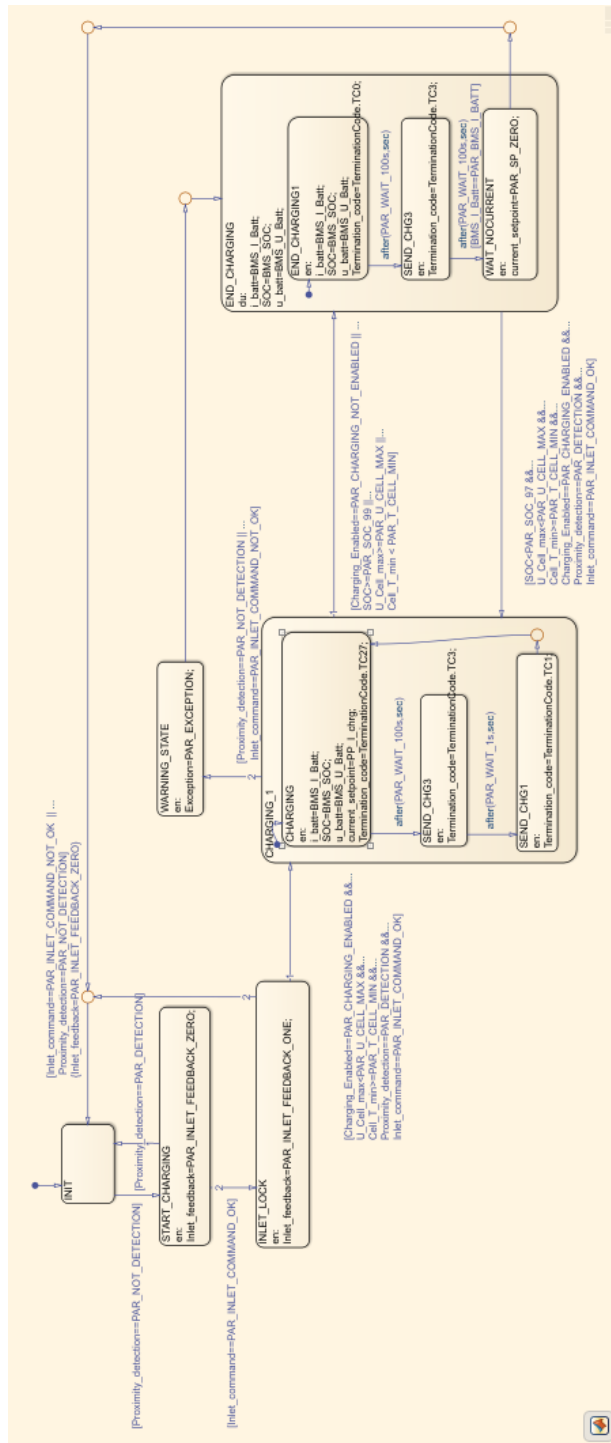 INIT
[Inlet_command==PAR_INLET_COMMAND_NOT_OK || ...
Proximity_detection==PAR_NOT_DETECTION]
{Inlet_feedback=PAR_INLET_FEEDBACK_ZERO}
[Proximity_detection==PAR_NOT_DETECTION]
[Proximity_detection==PAR_DETECTION]
START_CHARGING
en:
Inlet_feedback=PAR_INLET_FEEDBACK_ZERO;
2
[Inlet_command==PAR_INLET_COMMAND_OK]
INLET_LOCK
en:
Inlet_feedback=PAR_INLET_FEEDBACK_ONE;
2
1
[Charging_Enabled==PAR_CHARGING_ENABLED &&...
U_Cell_max<PAR_U_CELL_MAX &&...
Cell_T_min>=PAR_T_CELL_MIN &&...
Proximity_detection==PAR_DETECTION &&...
Inlet_command==PAR_INLET_COMMAND_OK]
WARNING_STATE
en:
Exception=PAR_EXCEPTION;
2
[Proximity_detection==PAR_NOT_DETECTION || ...
Inlet_command==PAR_INLET_COMMAND_NOT_OK]
CHARGING_1
CHARGING
en:
i_batt=BMS_I_Batt;
SOC=BMS_SOC;
u_batt=BMS_U_Batt;
current_setpoint=PP_I_chrg;
Termination_code=TerminationCode.TC27;
after(PAR_WAIT_100s,sec)
SEND_CHG3
en:
Termination_code=TerminationCode.TC3;
after(PAR_WAIT_1s,sec)
SEND_CHG1
en:
Termination_code=TerminationCode.TC1;
1
[Charging_Enabled==PAR_CHARGING_NOT_ENABLED || ...
SOC>=PAR_SOC_99 ||...
U_Cell_max>=PAR_U_CELL_MAX ||...
Cell_T_min < PAR_T_CELL_MIN]
[SOC<PAR_SOC_97 &&...
U_Cell_max<PAR_U_CELL_MAX &&...
Cell_T_min>=PAR_T_CELL_MIN &&...
Charging_Enabled==PAR_CHARGING_ENABLED &&...
Proximity_detection==PAR_DETECTION &&...
Inlet_command==PAR_INLET_COMMAND_OK]
END_CHARGING
du:
i_batt=BMS_I_Batt;
SOC=BMS_SOC;
u_batt=BMS_U_Batt;
END_CHARGING1
en:
i_batt=BMS_I_Batt;
SOC=BMS_SOC;
u_batt=BMS_U_Batt;
Termination_code=TerminationCode.TC0;
after(PAR_WAIT_100s,sec)
SEND_CHG3
en:
Termination_code=TerminationCode.TC3;
after(PAR_WAIT_100s,sec)
[BMS_I_Batt==PAR_BMS_I_BATT]
WAIT_NOCURRENT
en:
current_setpoint=PAR_SP_ZERO;